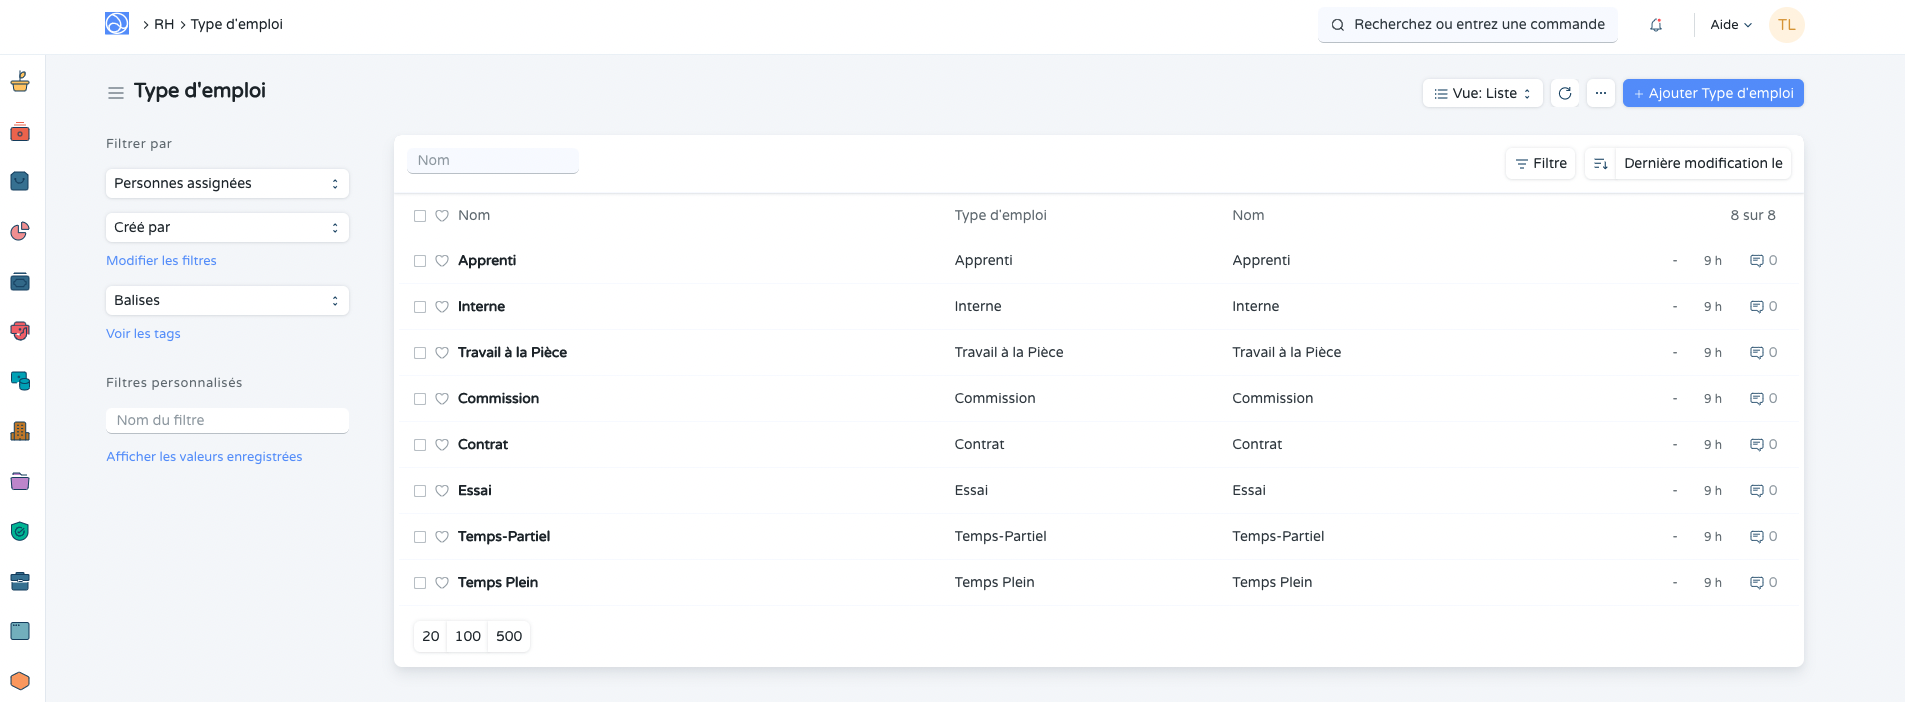 RH Type d'emploi
Recherchez ou entrez une commande
Aide
TL
Type d'emploi
Vue: Liste
...
+ Ajouter Type d'emploi
Filtrer par
Personnes assignées
Créé par
Modifier les filtres
Balises
Voir les tags
Filtres personnalisés
Nom du filtre
Afficher les valeurs enregistrées
Nom
Filtre
Dernière modification le
Nom Type d'emploi Nom 8 sur 8
Apprenti Apprenti Apprenti - 9 h 0
Interne Interne Interne - 9 h 0
Travail à la Pièce Travail à la Pièce Travail à la Pièce - 9 h 0
Commission Commission Commission - 9 h 0
Contrat Contrat Contrat - 9 h 0
Essai Essai Essai - 9 h 0
Temps-Partiel Temps-Partiel Temps-Partiel - 9 h 0
Temps Plein Temps Plein Temps Plein - 9 h 0
20 100 500